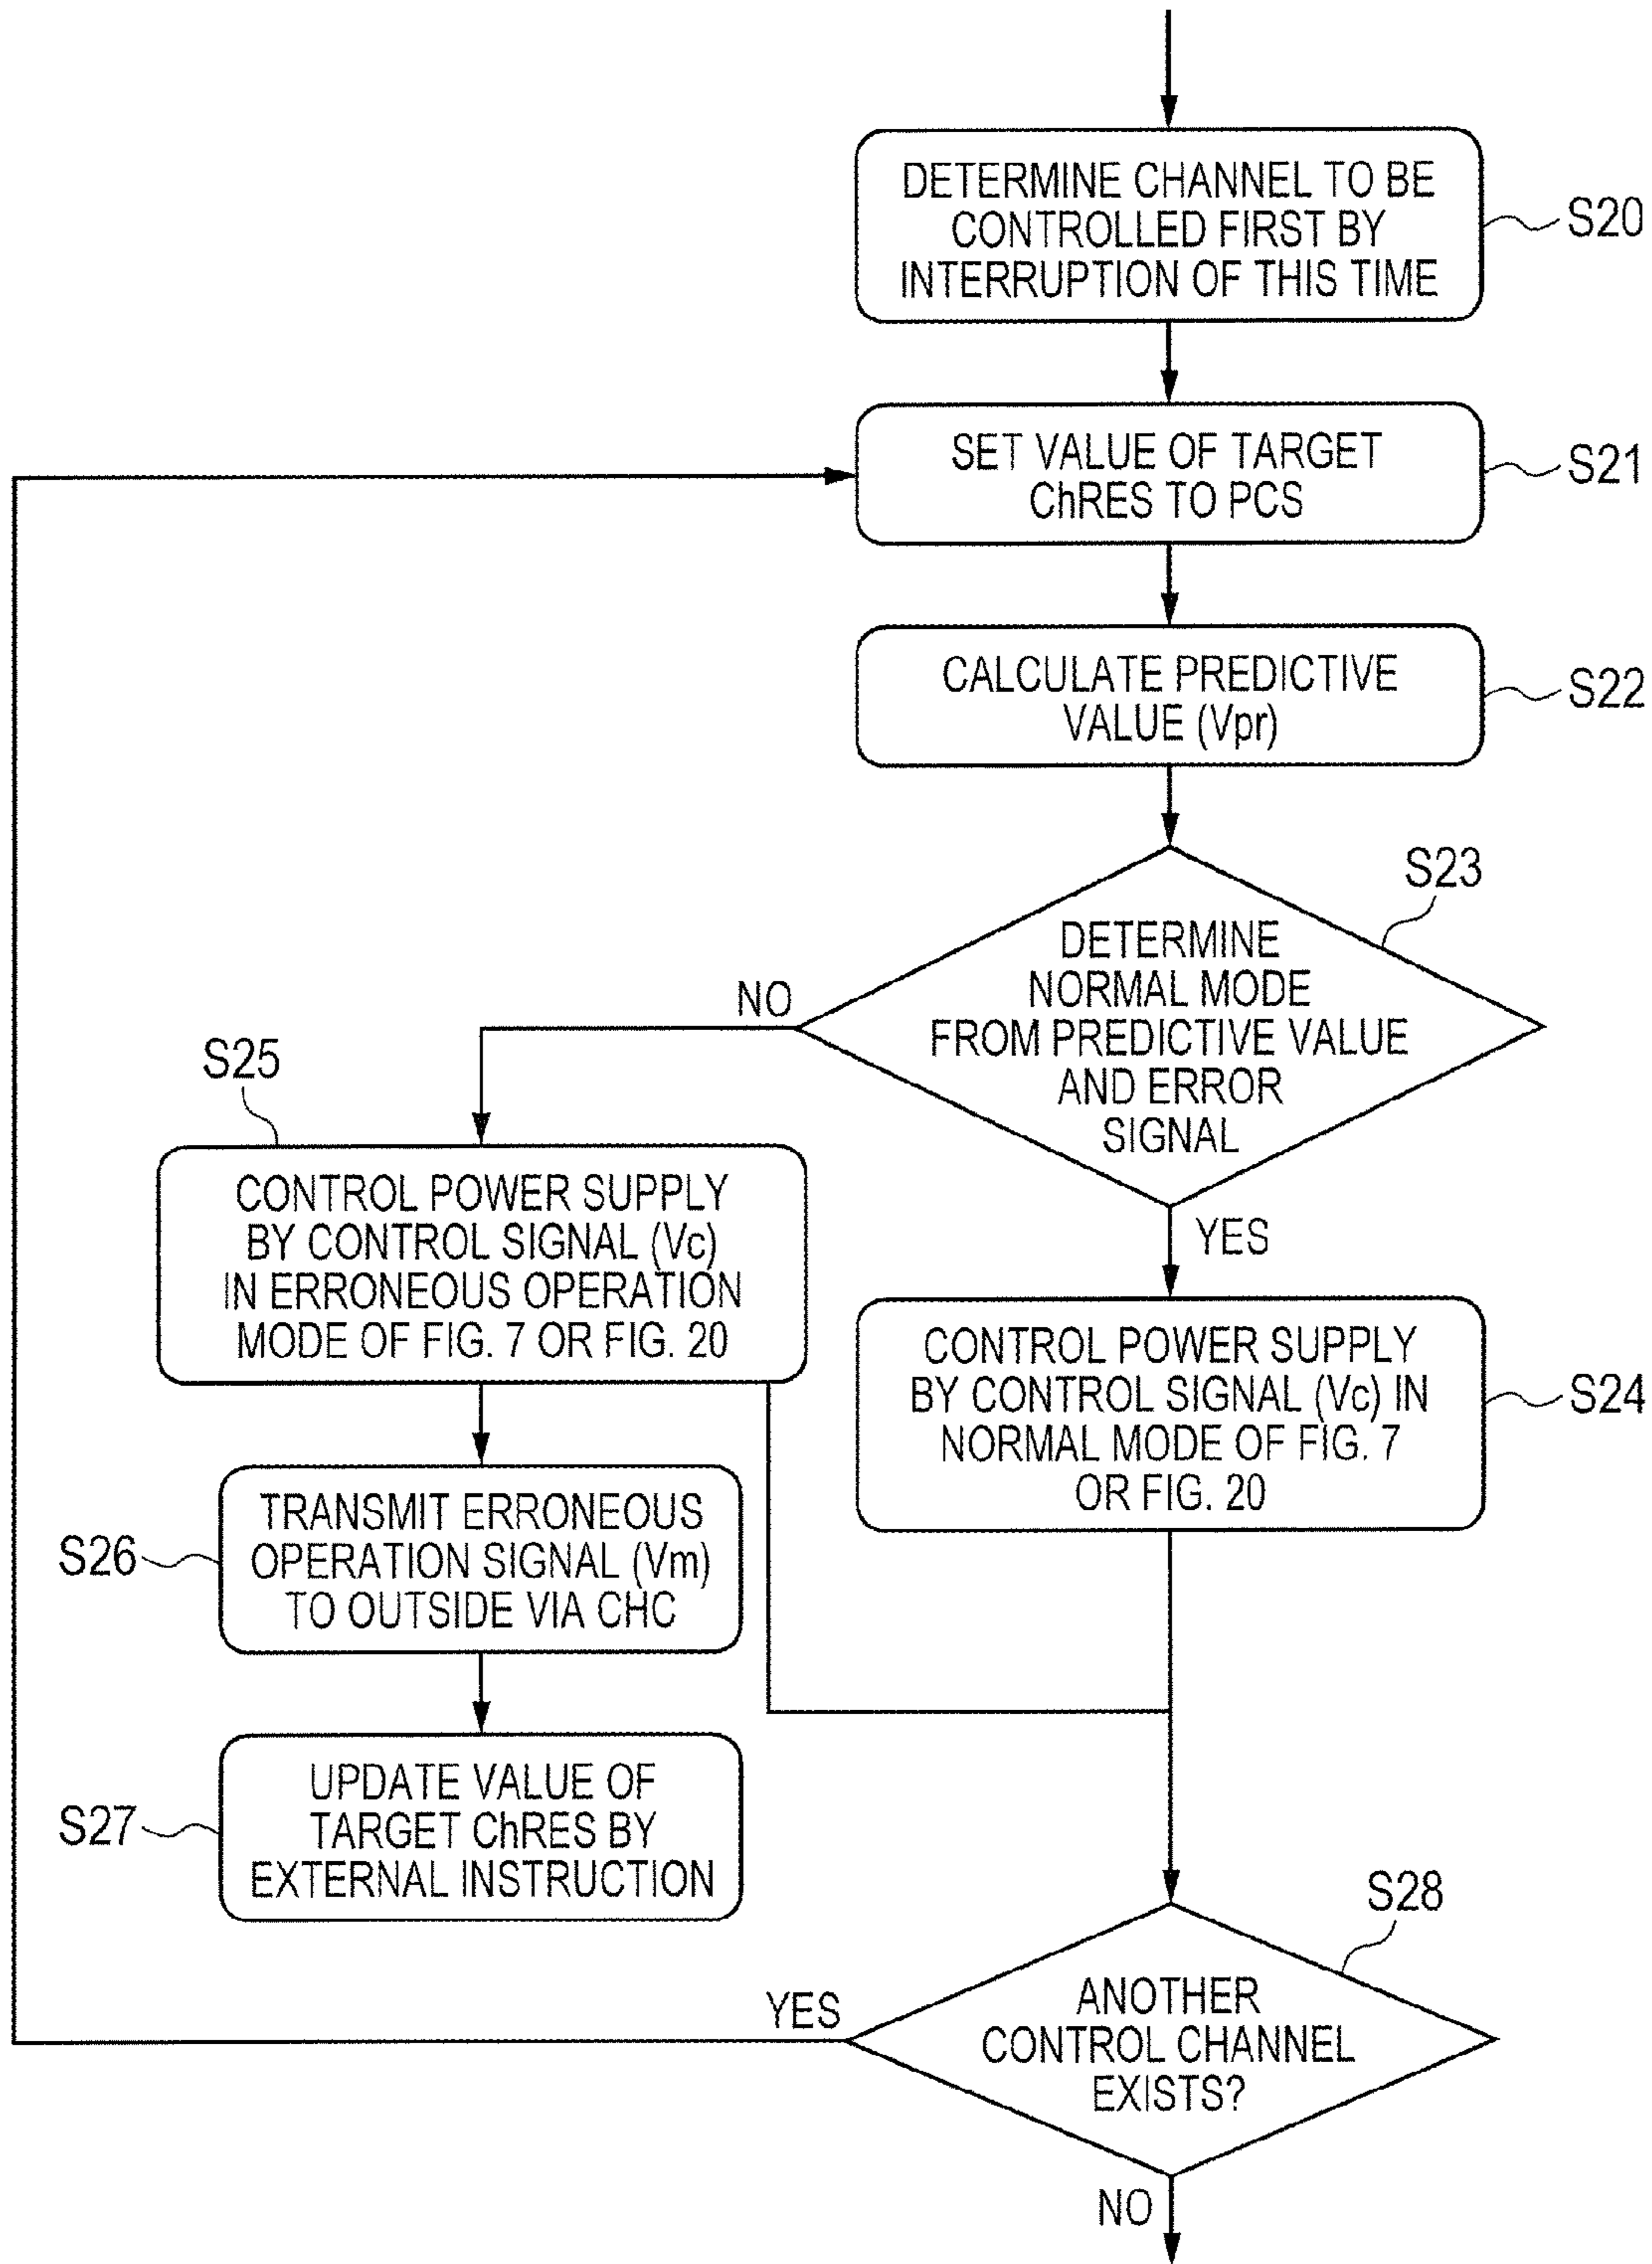 DETERMINE CHANNEL TO BE
CONTROLLED FIRST BY
INTERRUPTION OF THIS TIME
S20
SET VALUE OF TARGET
ChRES TO PCS
S21
CALCULATE PREDICTIVE
VALUE (Vpr)
S22
S23
DETERMINE
NORMAL MODE
FROM PREDICTIVE VALUE
AND ERROR
SIGNAL
NO
YES
S25
CONTROL POWER SUPPLY
BY CONTROL SIGNAL (Vc)
IN ERRONEOUS OPERATION
MODE OF FIG. 7 OR FIG. 20
CONTROL POWER SUPPLY
BY CONTROL SIGNAL (Vc) IN
NORMAL MODE OF FIG. 7
OR FIG. 20
S24
TRANSMIT ERRONEOUS
OPERATION SIGNAL (Vm)
TO OUTSIDE VIA CHC
S26
UPDATE VALUE OF
TARGET ChRES BY
EXTERNAL INSTRUCTION
S27
S28
ANOTHER
CONTROL CHANNEL
EXISTS?
YES
NO